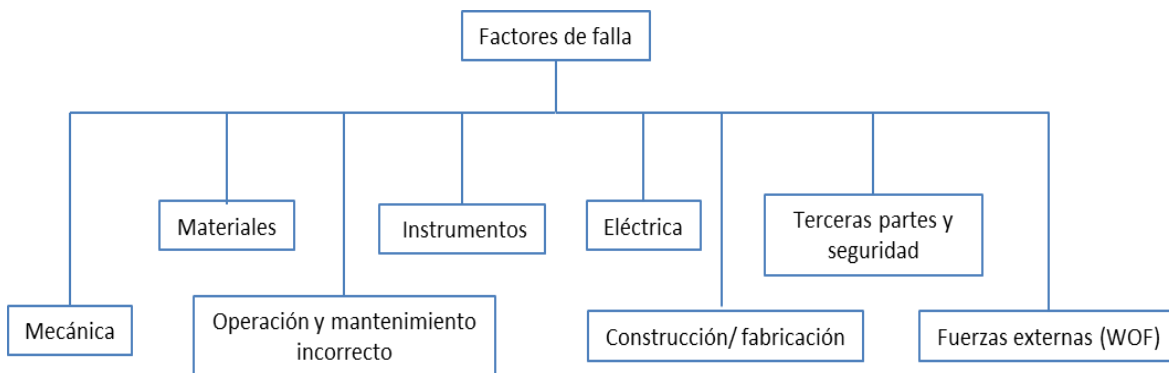 Factores de falla
Materiales
Instrumentos
Eléctrica
Terceras partes y
seguridad
Mecánica
Operación y mantenimiento
incorrecto
Construcción/ fabricación
Fuerzas externas (WOF)